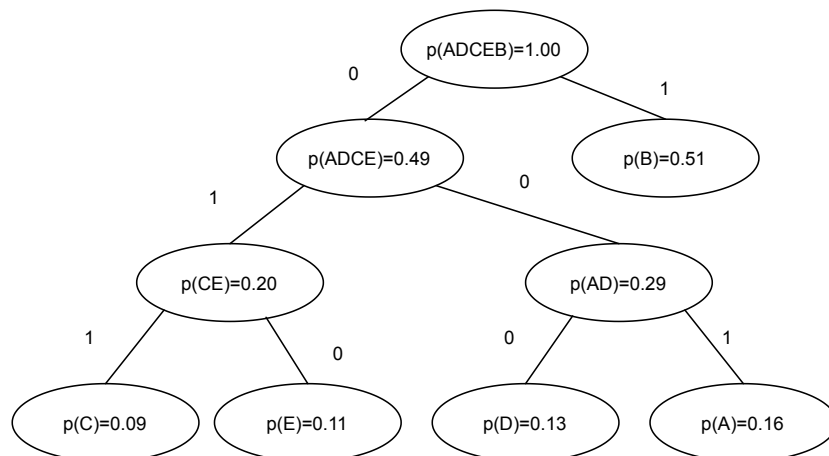 p(ADCEB)=1.00
0
1
p(ADCE)=0.49
p(B)=0.51
1
0
p(CE)=0.20
p(AD)=0.29
1
0
0
1
p(C)=0.09
p(E)=0.11
p(D)=0.13
p(A)=0.16